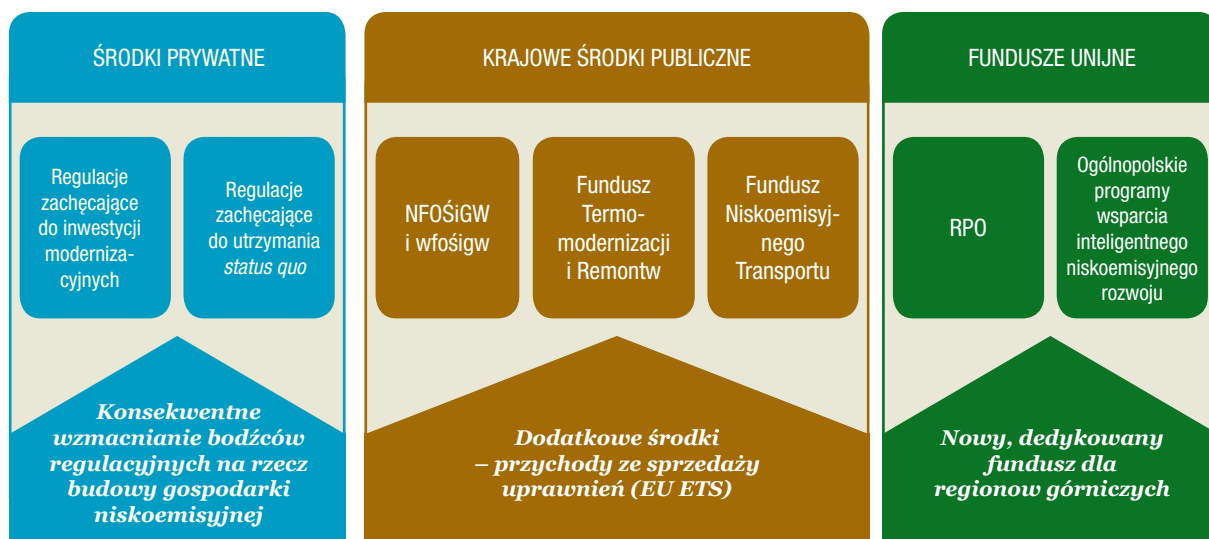 ŚRODKI PRYWATNE
Regulacje
zachęcające
do inwestycji
moderniza-
cyjnych
Regulacje
zachęcające
do utrzymania
status quo
Konsekwentne
wzmacnianie bodźców
regulacyjnych na rzecz
budowy gospodarki
niskoemisyjnej
KRAJOWE ŚRODKI PUBLICZNE
NFOŚiGW
i wfośigw
Fundusz
Termo-
modernizacji
i Remontw
Fundusz
Niskoemisyj-
nego
Transportu
Dodatkowe środki
– przychody ze sprzedaży
uprawnień (EU ETS)
FUNDUSZE UNIJNE
RPO
Ogólnopolskie
programy
wsparcia
inteligentnego
niskoemisyjnego
rozwoju
Nowy, dedykowany
fundusz dla
regionow górniczych